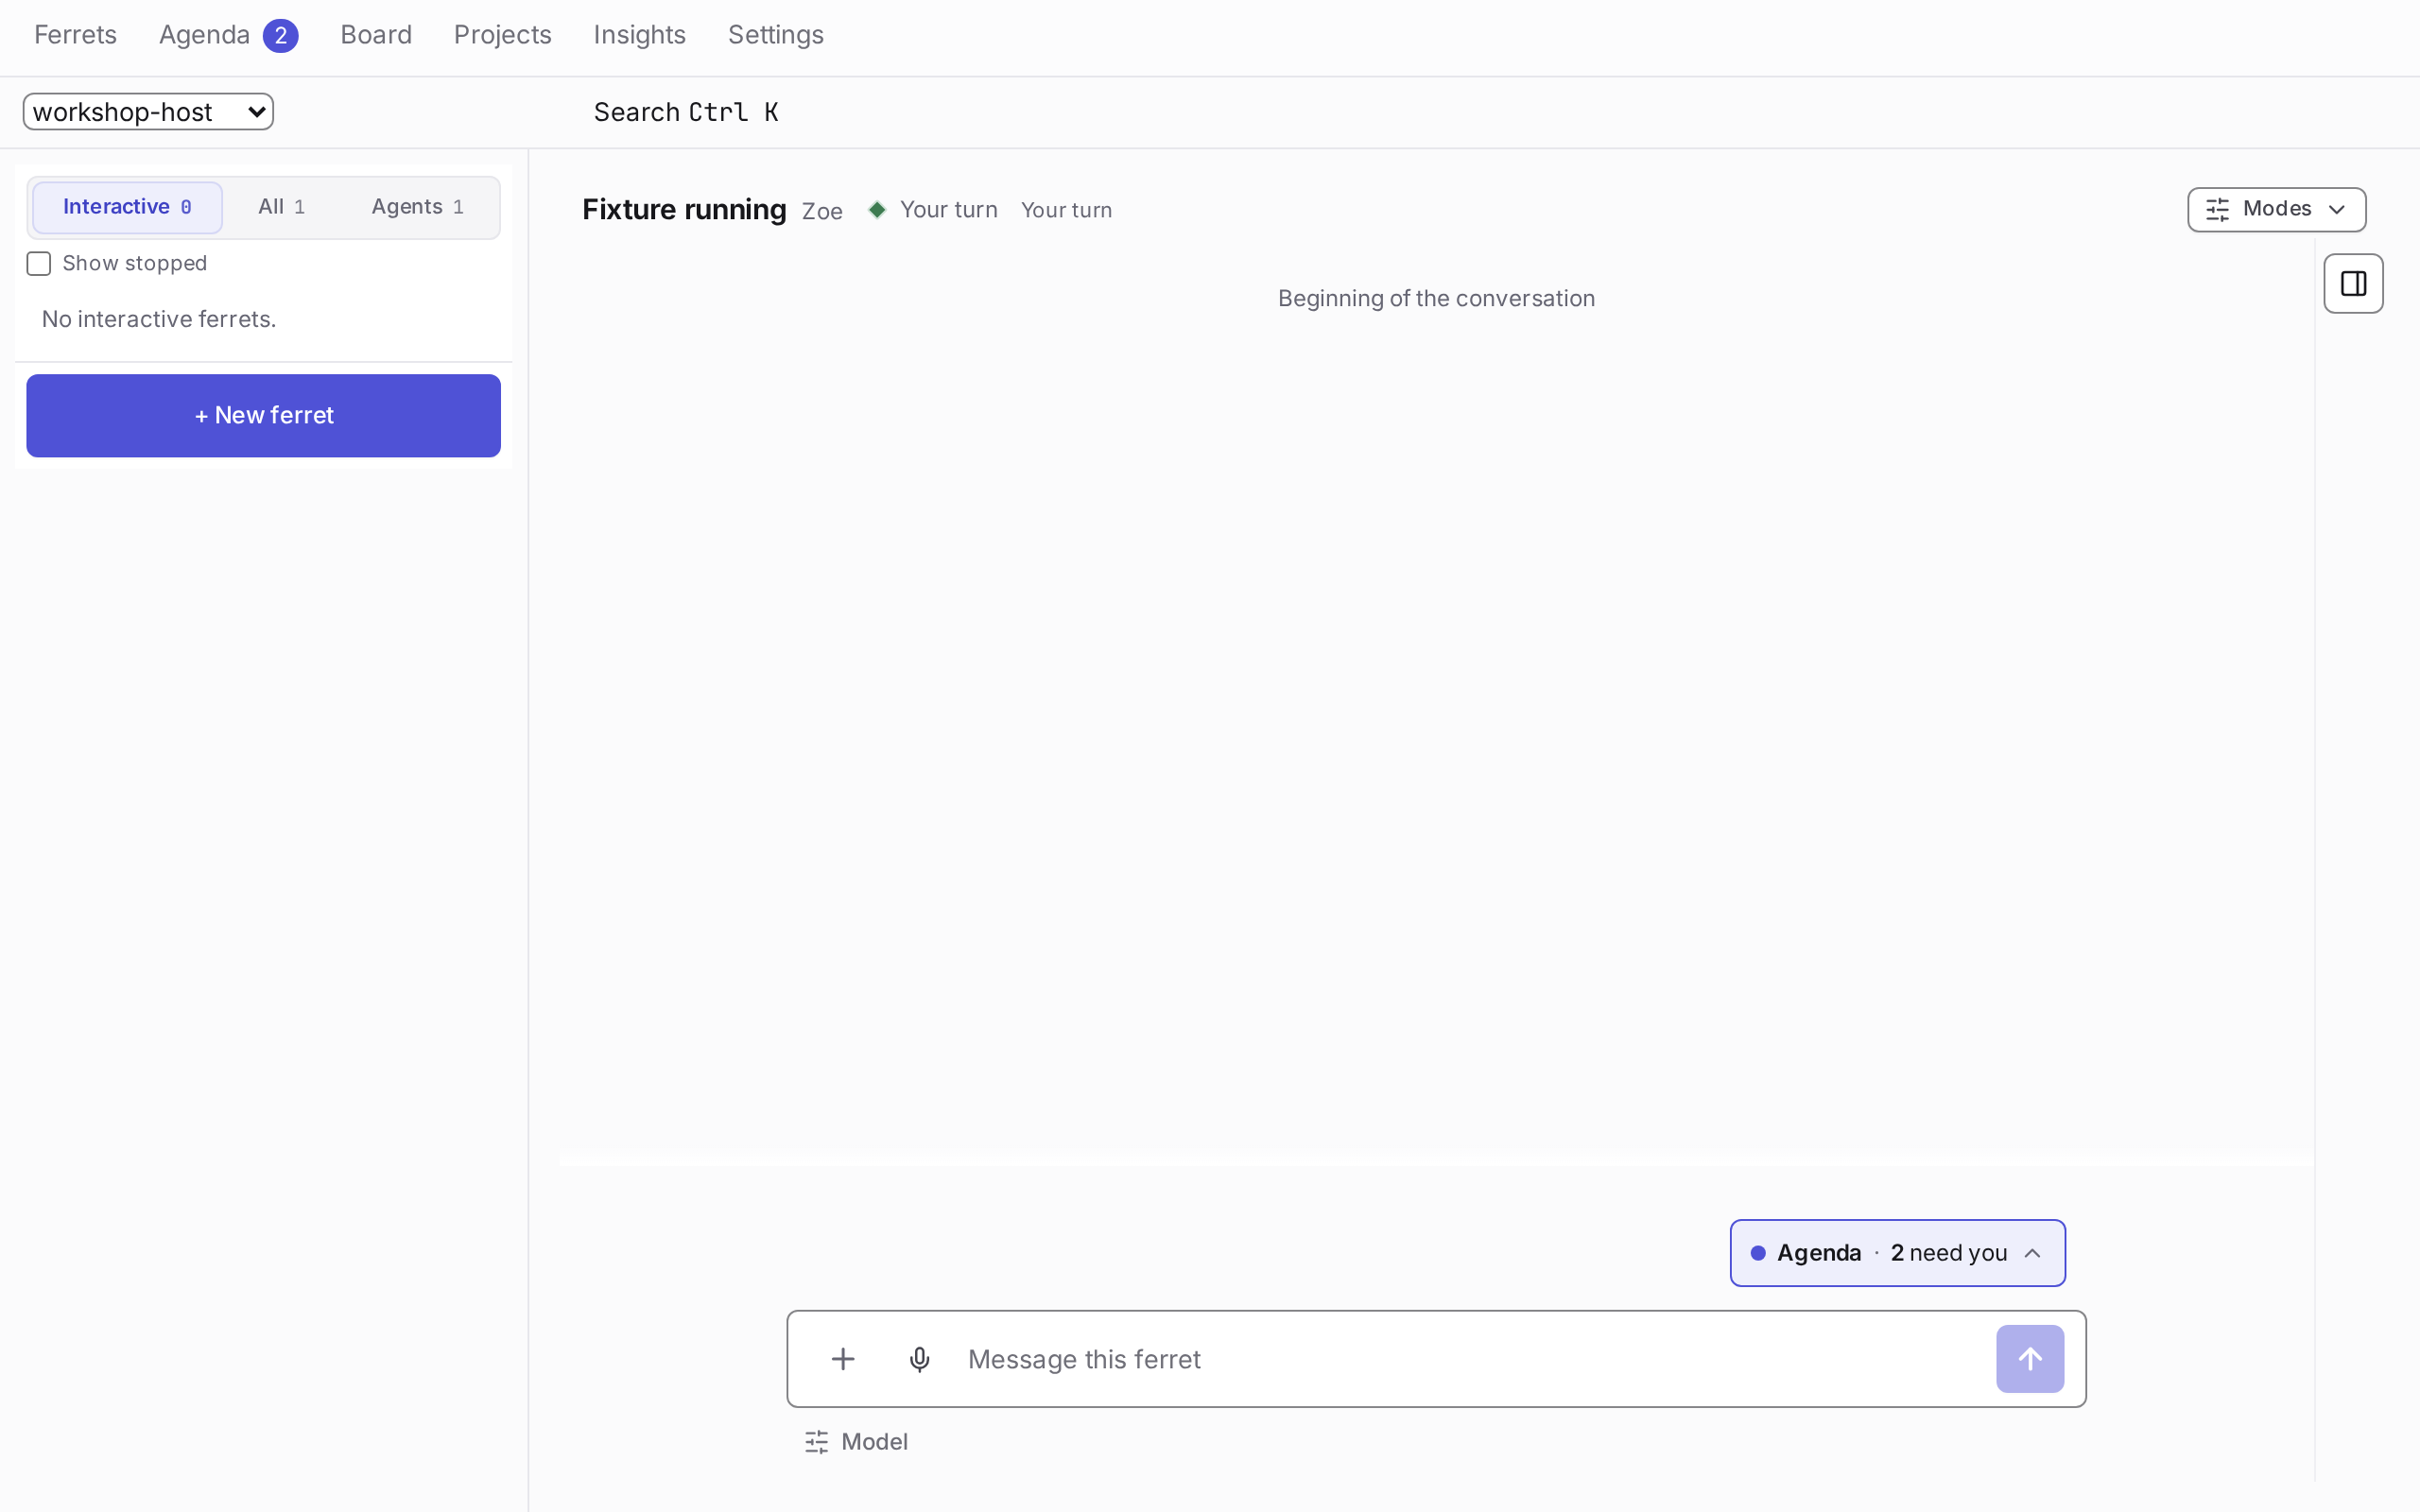 Ferrets Agenda 2 Board Projects Insights Settings
workshop-host Search Ctrl K
Interactive 0 All 1 Agents 1
Show stopped
No interactive ferrets.
+ New ferret
Fixture running Zoe Your turn Your turn Modes
Beginning of the conversation
Agenda · 2 need you
Message this ferret
Model